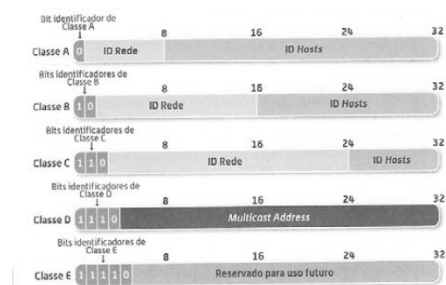 Bit identificador de
Classe A
8 16 24 32
Classe A 0 ID Rede ID Hosts
Bits identificadores de
Classe B
8 16 24 32
Classe B 1 0 ID Rede ID Hosts
Bits identificadores de
Classe C
8 16 24 32
Classe C 1 1 0 ID Rede ID Hosts
Bits identificadores de
Classe D
8 16 24 32
Classe D 1 1 1 0 Multicast Address
Bits identificadores de
Classe E
8 16 24 32
Classe E 1 1 1 1 0 Reservado para uso futuro